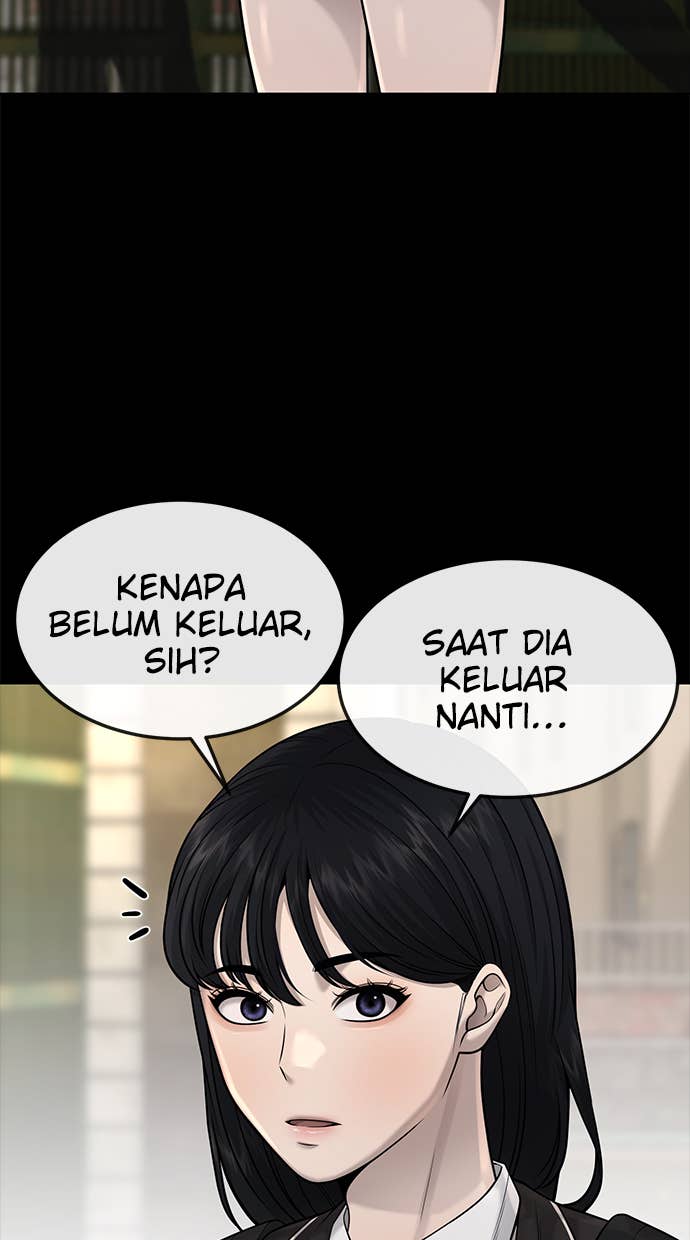 KENAPA
BELUM KELUAR,
SIH?
SAAT DIA
KELUAR
NANTI...